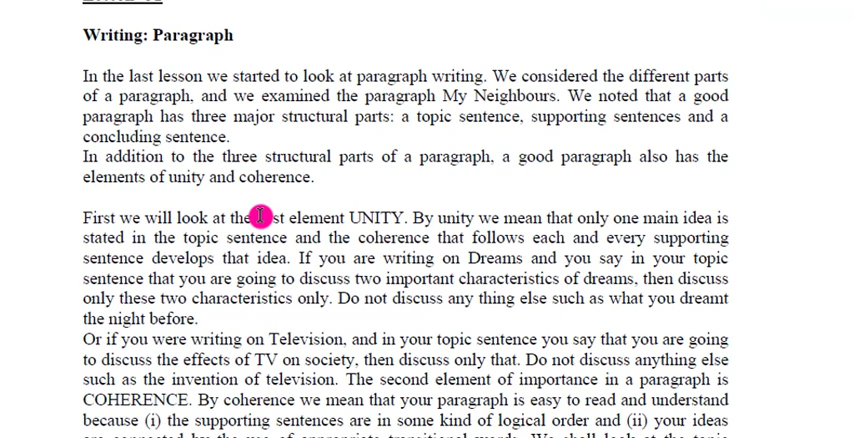 Writing: Paragraph
In the last lesson we started to look at paragraph writing. We considered the different parts
of a paragraph, and we examined the paragraph My Neighbours. We noted that a good
paragraph has three major structural parts: a topic sentence, supporting sentences and a
concluding sentence.
In addition to the three structural parts of a paragraph, a good paragraph also has the
elements of unity and coherence.
First we will look at the element UNITY. By unity we mean that only one main idea is
stated in the topic sentence and the coherence that follows each and every supporting
sentence develops that idea. If you are writing on Dreams and you say in your topic
sentence that you are going to discuss two important characteristics of dreams, then discuss
only these two characteristics only. Do not discuss any thing else such as what you dreamt
the night before.
Or if you were writing on Television, and in your topic sentence you say that you are going
to discuss the effects of TV on society, then discuss only that. Do not discuss anything else
such as the invention of television. The second element of importance in a paragraph is
COHERENCE. By coherence we mean that your paragraph is easy to read and understand
because (i) the supporting sentences are in some kind of logical order and (ii) your ideas